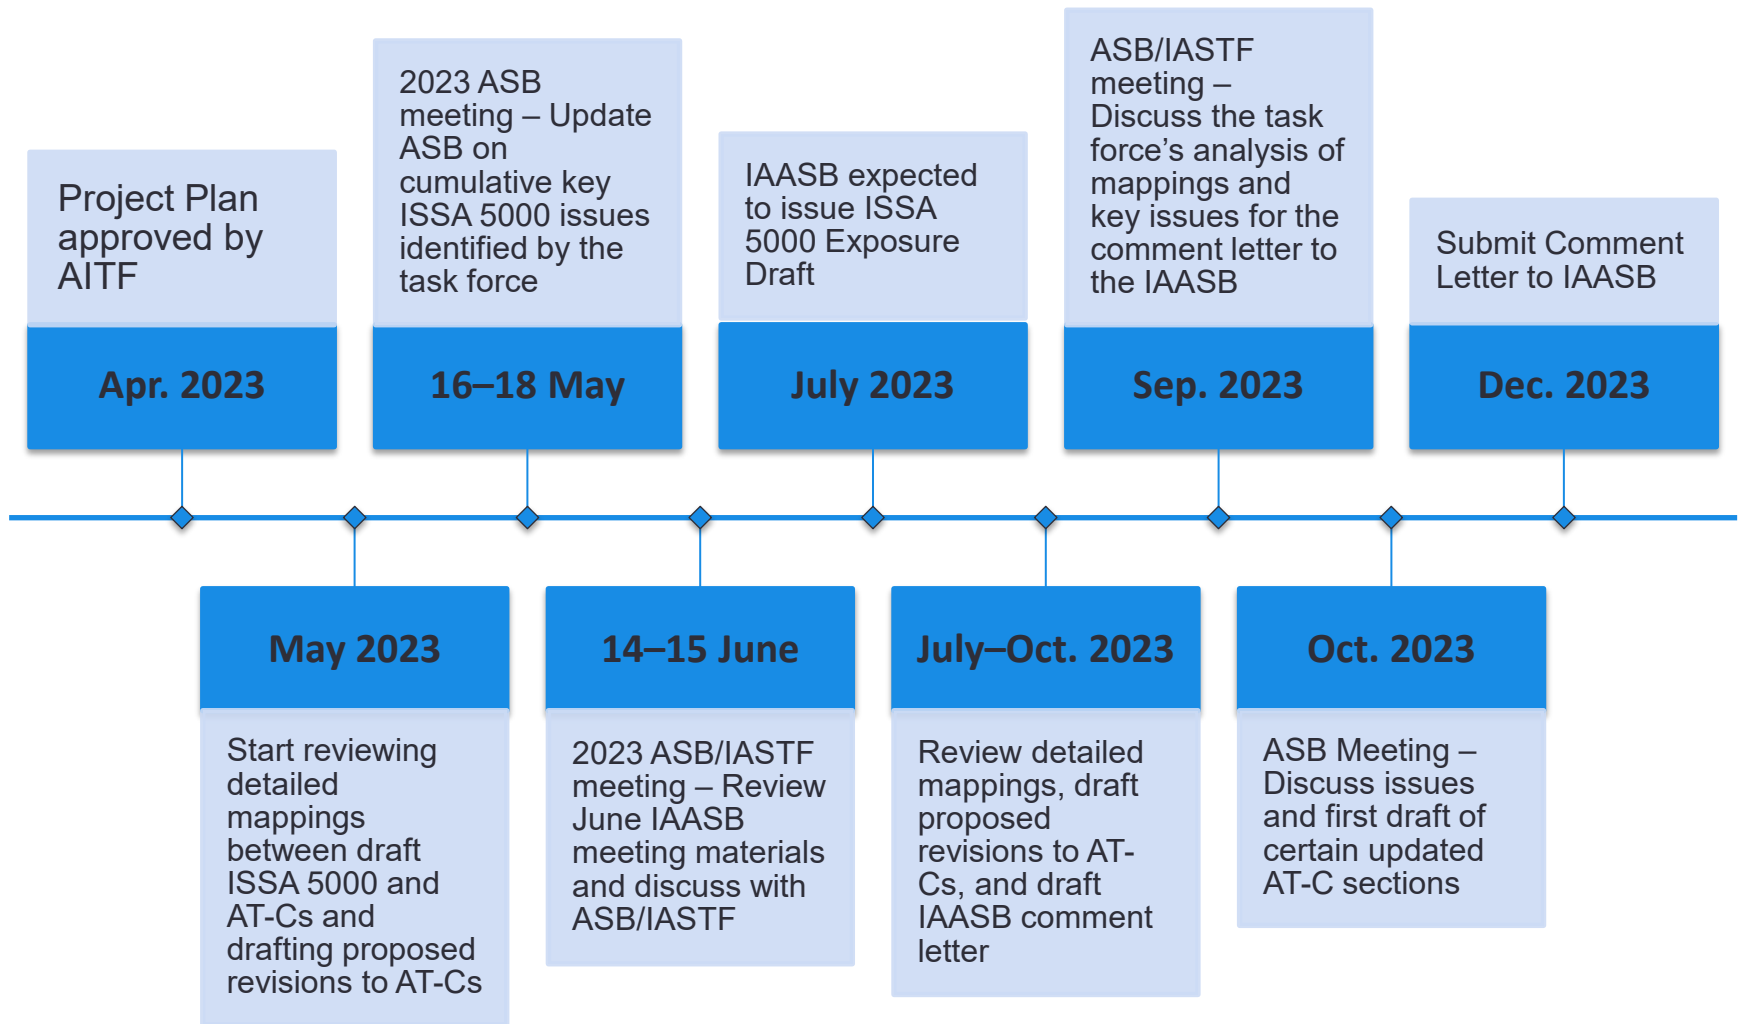 Project Plan
approved by
AITF
Apr. 2023
2023 ASB
meeting – Update
ASB on
cumulative key
ISSA 5000 issues
identified by the
task force
16–18 May
IAASB expected
to issue ISSA
5000 Exposure
Draft
July 2023
ASB/IASTF
meeting –
Discuss the task
force’s analysis of
mappings and
key issues for the
comment letter to
the IAASB
Sep. 2023
Submit Comment
Letter to IAASB
Dec. 2023
May 2023
Start reviewing
detailed
mappings
between draft
ISSA 5000 and
AT-Cs and
drafting proposed
revisions to AT-Cs
14–15 June
2023 ASB/IASTF
meeting – Review
June IAASB
meeting materials
and discuss with
ASB/IASTF
July–Oct. 2023
Review detailed
mappings, draft
proposed
revisions to AT-
Cs, and draft
IAASB comment
letter
Oct. 2023
ASB Meeting –
Discuss issues
and first draft of
certain updated
AT-C sections